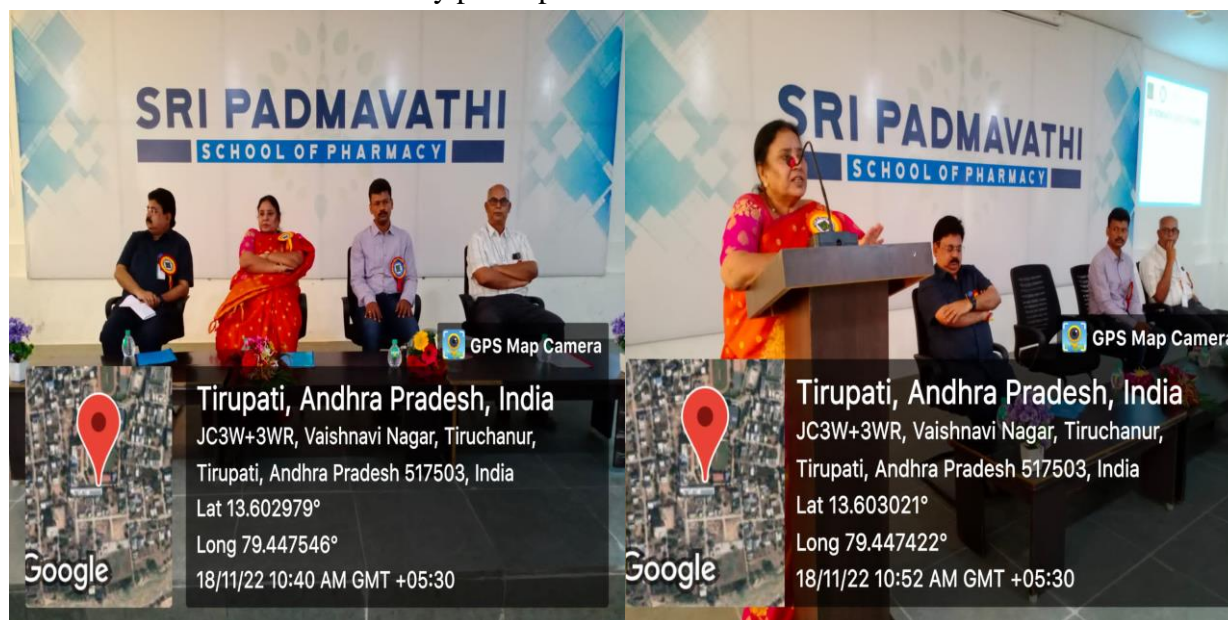 SRI PADMAVATHI
SCHOOL OF PHARMACY
GPS Map Camera
Tirupati, Andhra Pradesh, India
JC3W+3WR, Vaishnavi Nagar, Tiruchanur,
Tirupati, Andhra Pradesh 517503, India
Lat 13.602979°
Long 79.447546°
18/11/22 10:40 AM GMT +05:30
Google
SRI PADMAVATHI
SCHOOL OF PHARMACY
GPS Map Camera
Tirupati, Andhra Pradesh, India
JC3W+3WR, Vaishnavi Nagar, Tiruchanur,
Tirupati, Andhra Pradesh 517503, India
Lat 13.603021°
Long 79.447422°
18/11/22 10:52 AM GMT +05:30
Google